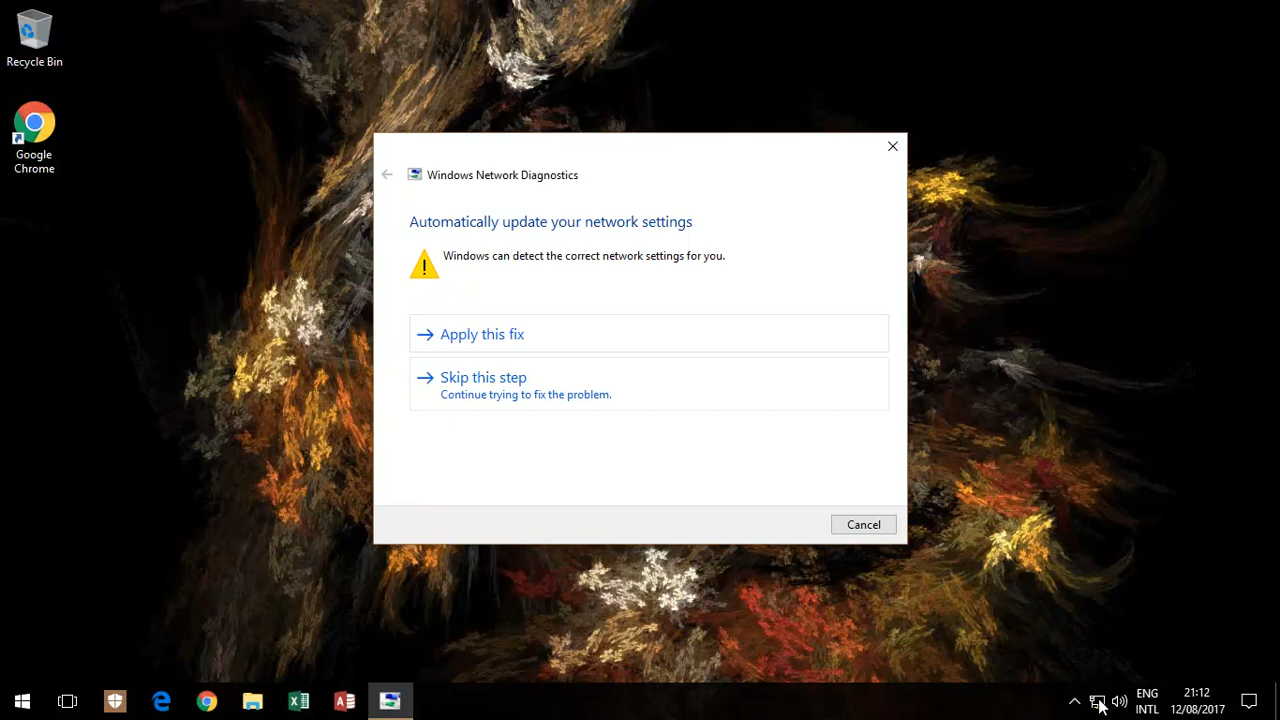 Recycle Bin
Google
Chrome
Windows Network Diagnostics
Automatically update your network settings
Windows can detect the correct network settings for you.
Apply this fix
Skip this step
Continue trying to fix the problem.
Cancel
ENG
INTL
21:12
12/08/2017